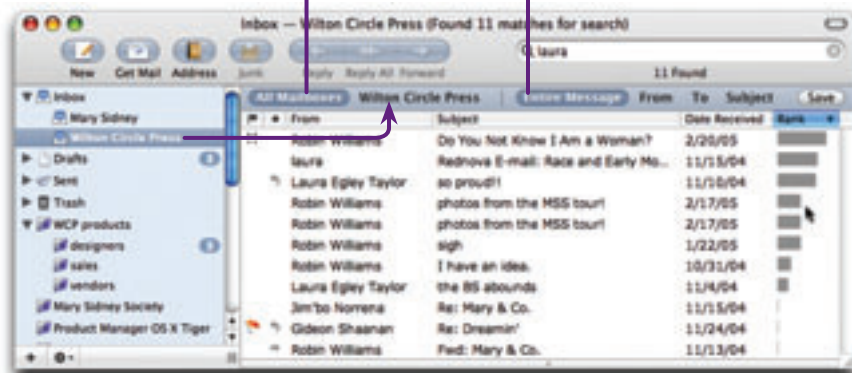 Inbox — Wilton Circle Press (Found 11 matches for search)
laura
New Get Mail Address Junk Reply Reply All Forward 11 Found
Inbox
Mary Sidney
Wilton Circle Press
Drafts
Sent
Trash
WCP products
designers
sales
vendors
Mary Sidney Society
Product Manager OS X Tiger
All Mailboxes Wilton Circle Press Entire Message From To Subject Save
From Subject Date Received Rank
Robin Williams Do You Not Know I Am a Woman? 2/20/05
laura Rednova E-mail: Race and Early Mo... 11/15/04
Laura Egley Taylor so proud!! 11/10/04
Robin Williams photos from the MSS tour! 2/17/05
Robin Williams photos from the MSS tour! 2/17/05
Robin Williams sigh 1/22/05
Robin Williams I have an idea. 10/31/04
Laura Egley Taylor the BS abounds 11/4/04
Jim'bo Norrena Re: Mary & Co. 11/15/04
Gideon Shaanan Re: Dreamin' 11/24/04
Robin Williams Fwd: Mary & Co. 11/13/04